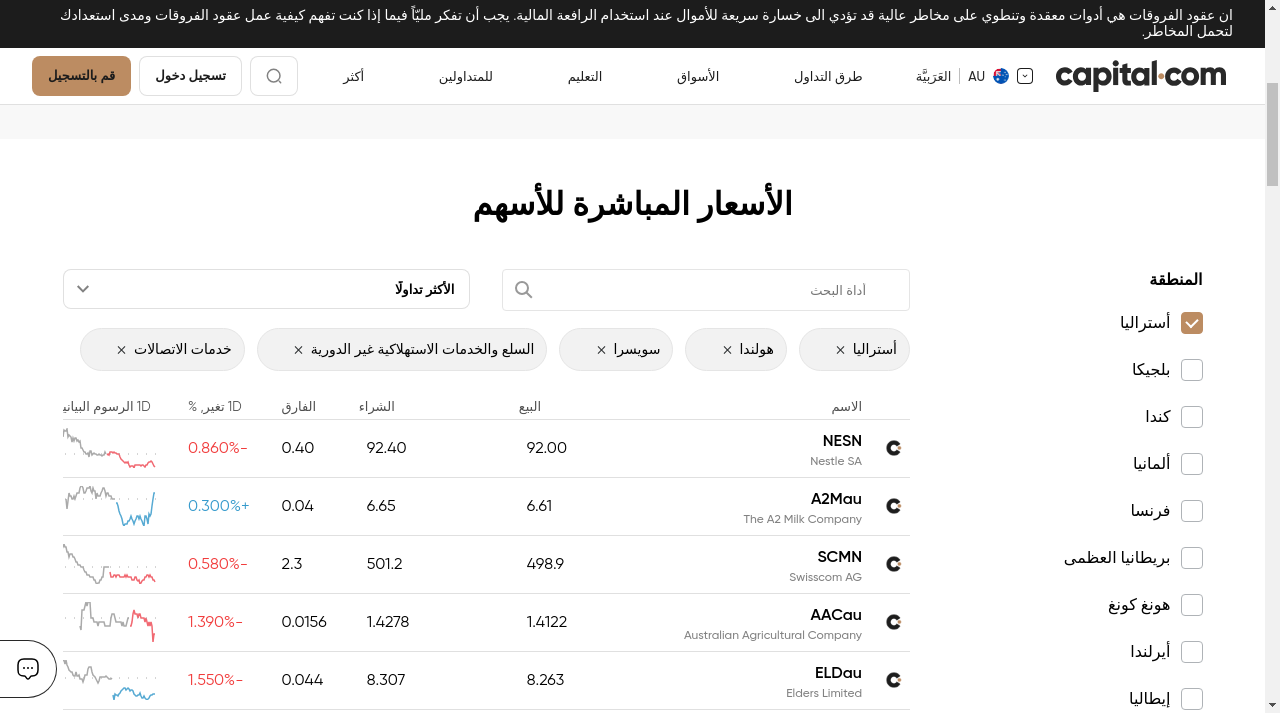 ان عقود الفروقات هي أدوات معقدة وتنطوي على مخاطر عالية قد تؤدي الى خسارة سريعة للأموال عند استخدام الرافعة المالية. يجب أن تفكر مليّاً فيما إذا كنت تفهم كيفية عمل عقود الفروقات ومدى استعدادك
لتحمل المخاطر.
capital.com AU العَرَبيَّة طرق التداول الأسواق التعليم للمتداولين أكثر تسجيل دخول قم بالتسجيل
الأسعار المباشرة للأسهم
المنطقة
أستراليا
بلجيكا
كندا
ألمانيا
فرنسا
بريطانيا العظمى
هونغ كونغ
أيرلندا
إيطاليا
أداة البحث
الأكثر تداولًا
أستراليا × هولندا × سويسرا × السلع والخدمات الاستهلاكية غير الدورية × خدمات الاتصالات ×
الاسم البيع الشراء الفارق 1D تغير, % 1D الرسوم البياني
NESN 92.00 92.40 0.40 -0.860%
Nestle SA
A2Mau 6.61 6.65 0.04 +0.300%
The A2 Milk Company
SCMN 498.9 501.2 2.3 -0.580%
Swisscom AG
AACau 1.4122 1.4278 0.0156 -1.390%
Australian Agricultural Company
ELDau 8.263 8.307 0.044 -1.550%
Elders Limited